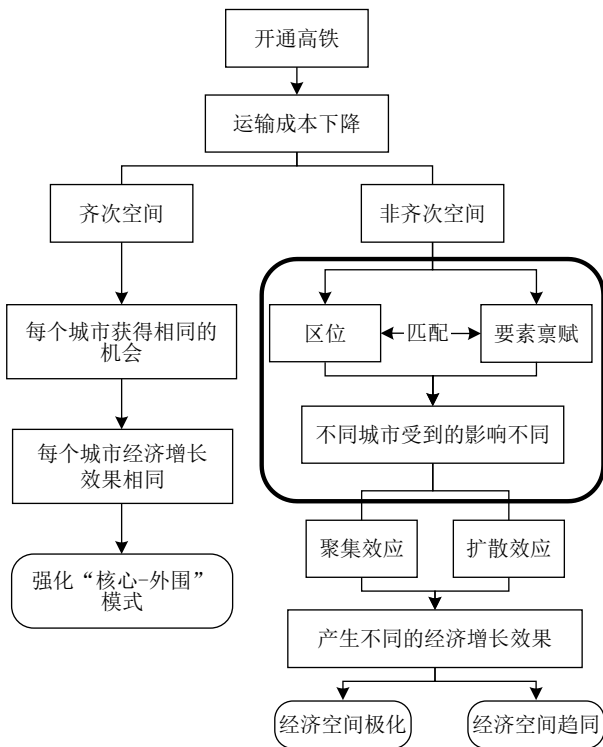 开通高铁
运输成本下降
齐次空间
非齐次空间
区位
匹配
要素禀赋
每个城市获得相同的
机会
不同城市受到的影响不同
每个城市经济增长
效果相同
聚集效应
扩散效应
强化“核心-外围”
模式
产生不同的经济增长效果
经济空间极化
经济空间趋同